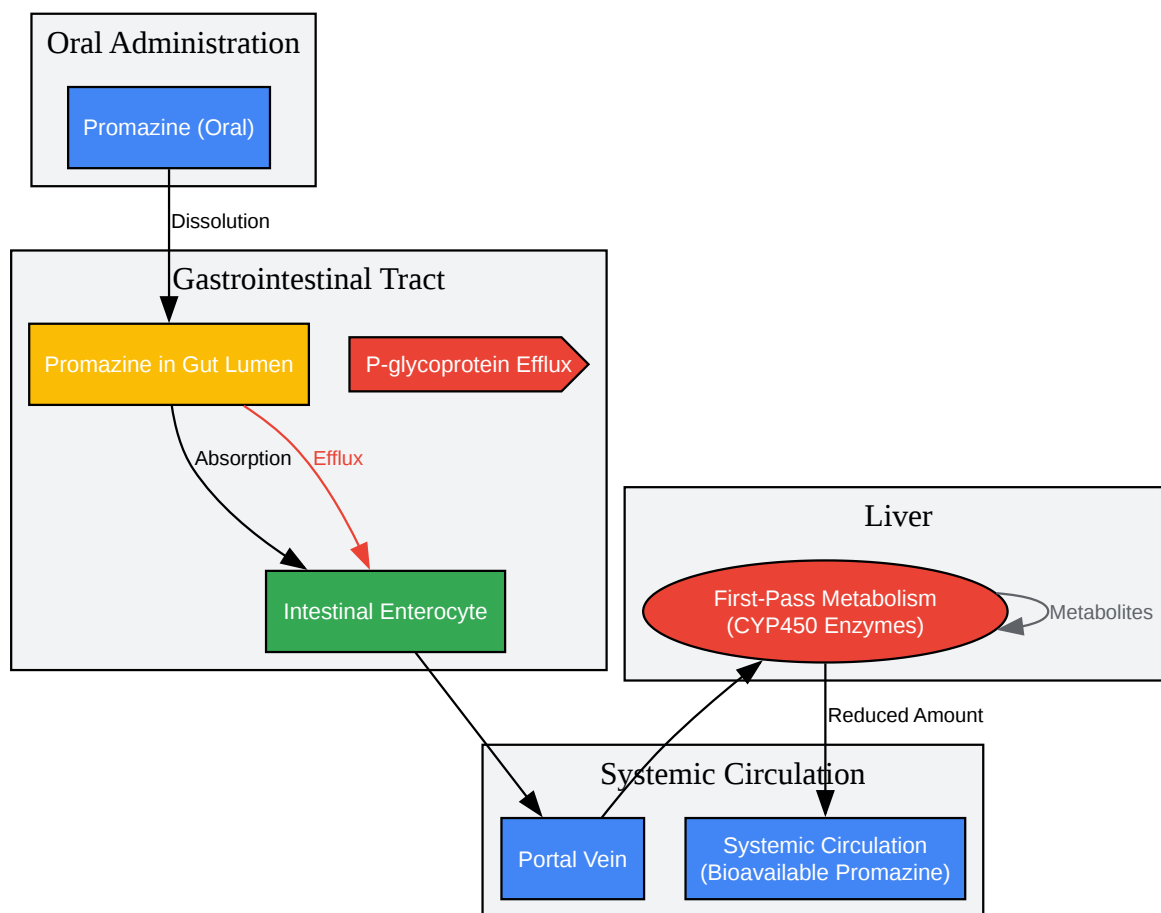 Oral Administration
Promazine (Oral)
Dissolution
Gastrointestinal Tract
Promazine in Gut Lumen
P-glycoprotein Efflux
Absorption
Efflux
Intestinal Enterocyte
Liver
First-Pass Metabolism
(CYP450 Enzymes)
Metabolites
Reduced Amount
Systemic Circulation
Portal Vein
Systemic Circulation
(Bioavailable Promazine)